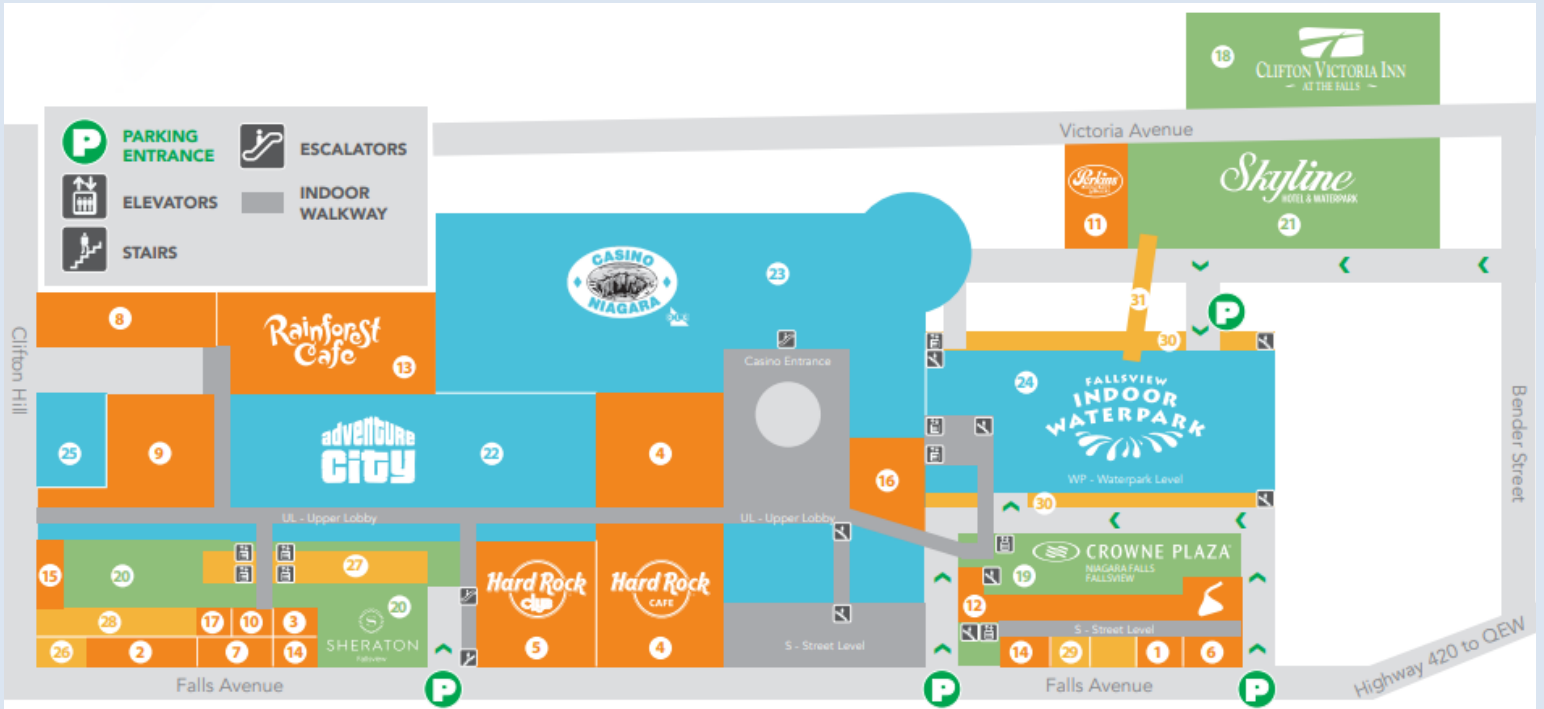 18
CLIFTON VICTORIA INN
AT THE FALLS
Victoria Avenue
P
PARKING
ENTRANCE
ESCALATORS
ELEVATORS
INDOOR
WALKWAY
STAIRS
Perkins
11
Skyline
HOTEL & WATERPARK
21
CASINO
NIAGARA
23
31
P
8
Rainforest
Cafe
13
Clifton Hill
30
Casino Entrance
24
FALLSVIEW
INDOOR
WATERPARK
WP - Waterpark Level
Bender Street
25
9
adventure
city
22
4
16
30
UL - Upper Lobby
UL - Upper Lobby
15
20
27
Hard Rock
club
5
Hard Rock
CAFE
4
CROWNE PLAZA
NIAGARA FALLS
FALLSVIEW
19
12
28
17
10
3
20
S
SHERATON
Fallsview
26
2
7
14
S - Street Level
S - Street Level
14
29
1
6
Falls Avenue
P
P
Falls Avenue
P
Highway 420 to QEW